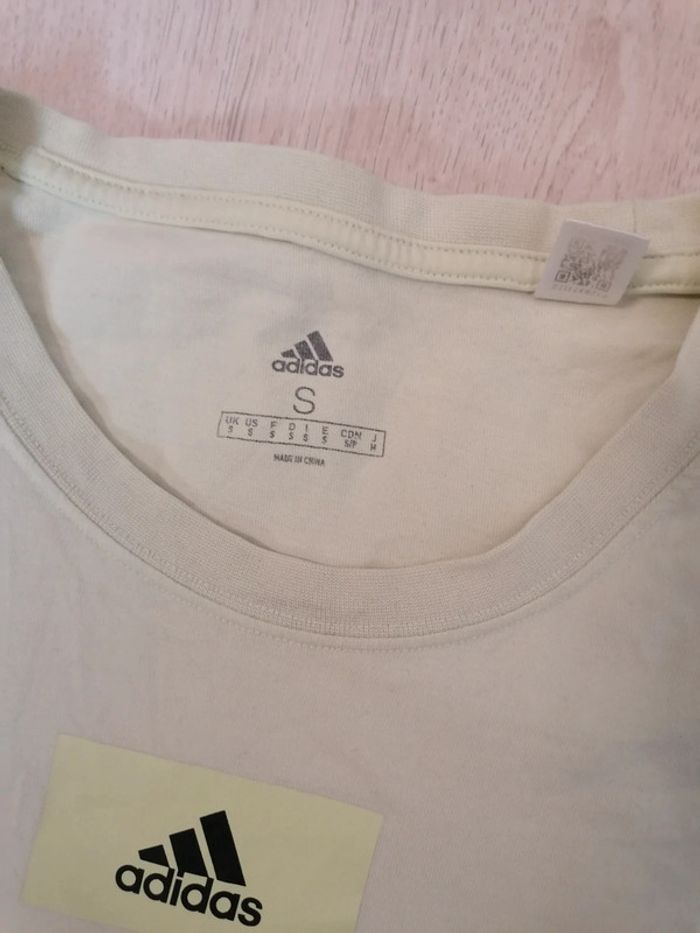 adidas
S
UK US F D I E CDN J
S S S S S S S/P M
MADE IN CHINA
adidas